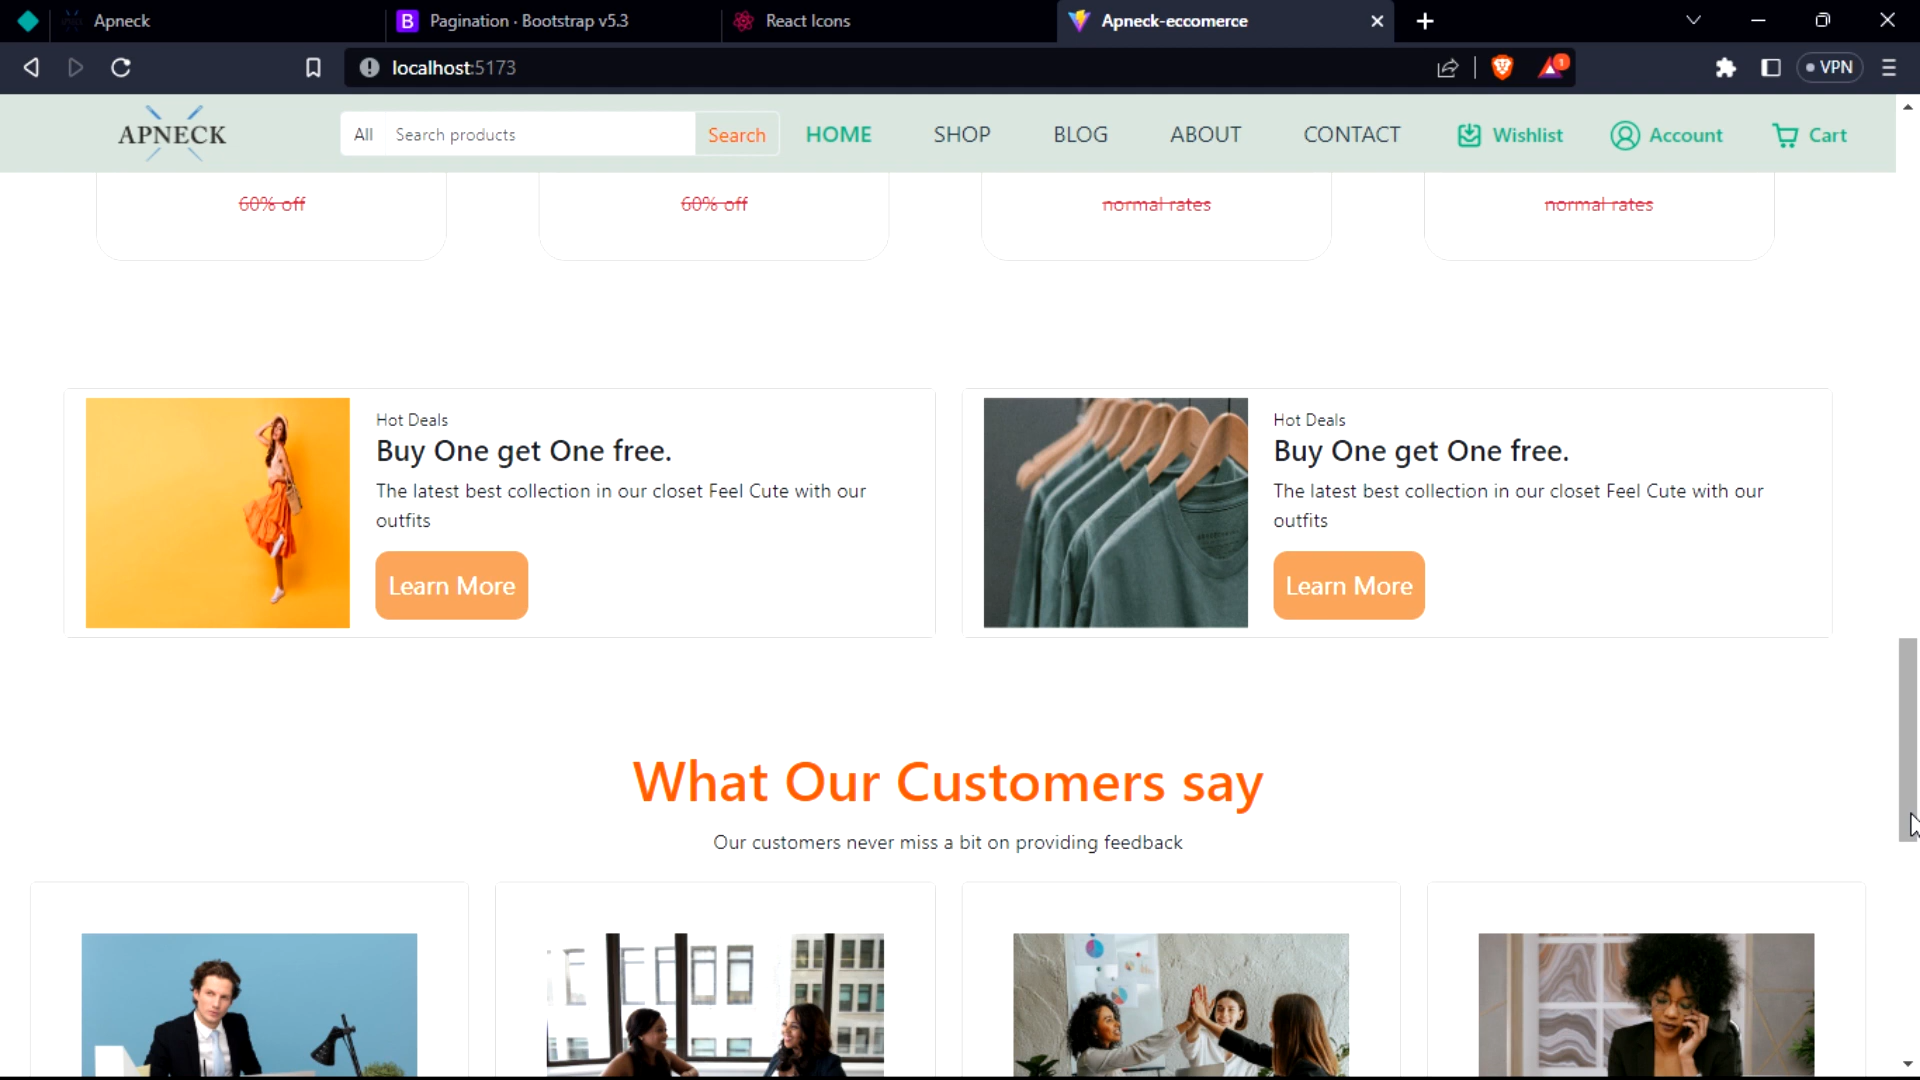 Apneck
Pagination · Bootstrap v5.3
React Icons
Apneck-eccomerce
localhost:5173
1
VPN
APNECK
All
Search products
Search
HOME
SHOP
BLOG
ABOUT
CONTACT
Wishlist
Account
Cart
60% off
60% off
normal rates
normal rates
Hot Deals
Buy One get One free.
The latest best collection in our closet Feel Cute with our
outfits
Learn More
Hot Deals
Buy One get One free.
The latest best collection in our closet Feel Cute with our
outfits
Learn More
What Our Customers say
Our customers never miss a bit on providing feedback